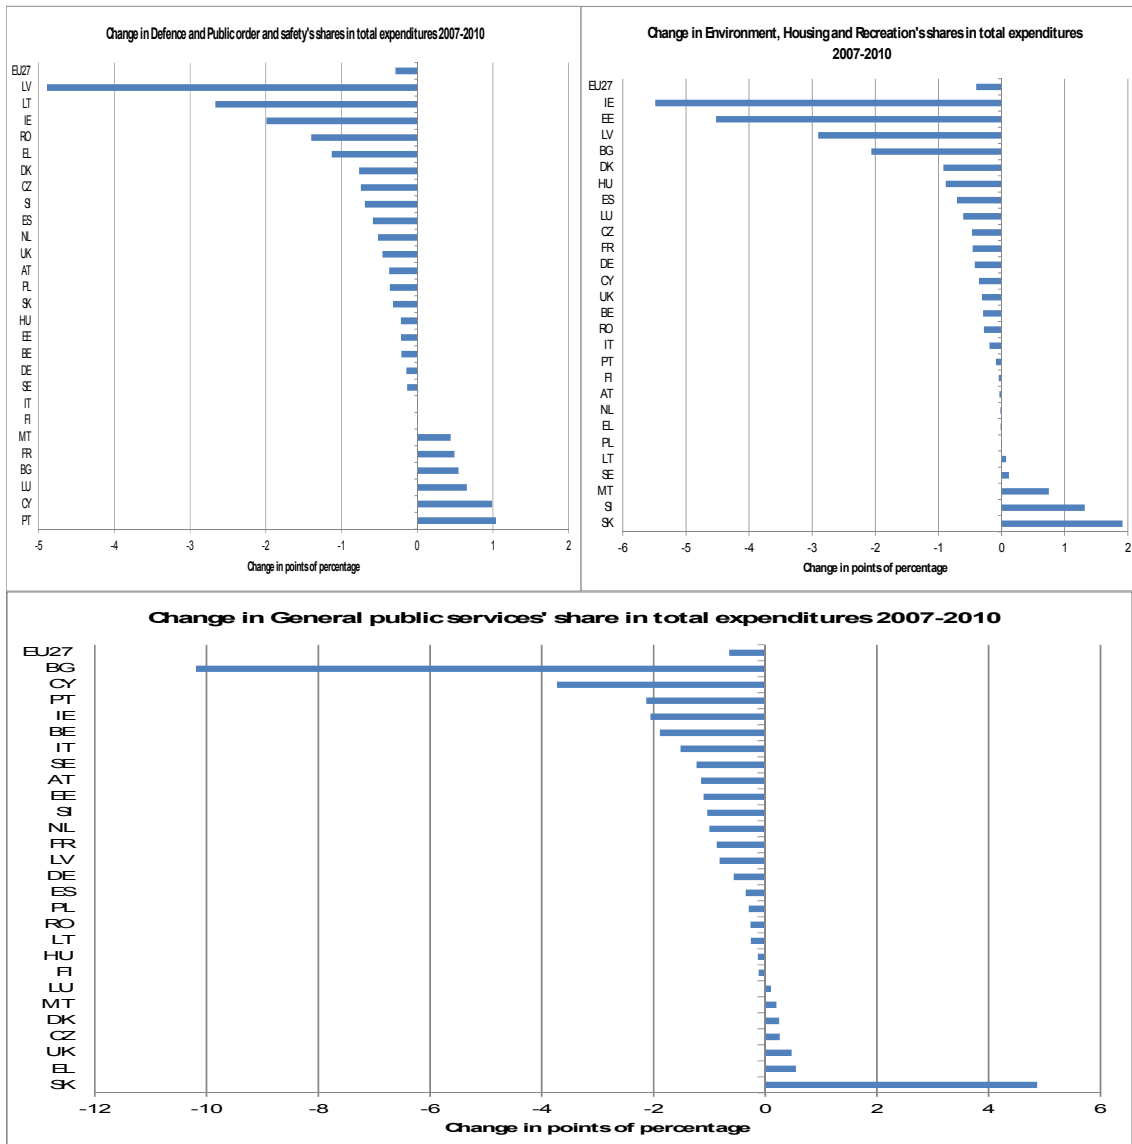 Change in Defence and Public order and safety's shares in total expenditures 2007-2010
EU27
LV
LT
IE
RO
EL
DK
CZ
SI
ES
NL
UK
AT
PL
SK
HU
EE
BE
DE
SE
IT
FI
MT
FR
BG
LU
CY
PT
-5 -4 -3 -2 -1 0 1 2
Change in points of percentage
Change in Environment, Housing and Recreation's shares in total expenditures
2007-2010
EU27
IE
EE
LV
BG
DK
HU
ES
LU
CZ
FR
DE
CY
UK
BE
RO
IT
PT
FI
AT
NL
EL
PL
LT
SE
MT
SI
SK
-6 -5 -4 -3 -2 -1 0 1 2
Change in points of percentage
Change in General public services' share in total expenditures 2007-2010
EU27
BG
CY
PT
IE
BE
IT
SE
AT
EE
SI
NL
FR
LV
DE
ES
PL
RO
LT
HU
FI
LU
MT
DK
CZ
UK
EL
SK
-12 -10 -8 -6 -4 -2 0 2 4 6
Change in points of percentage